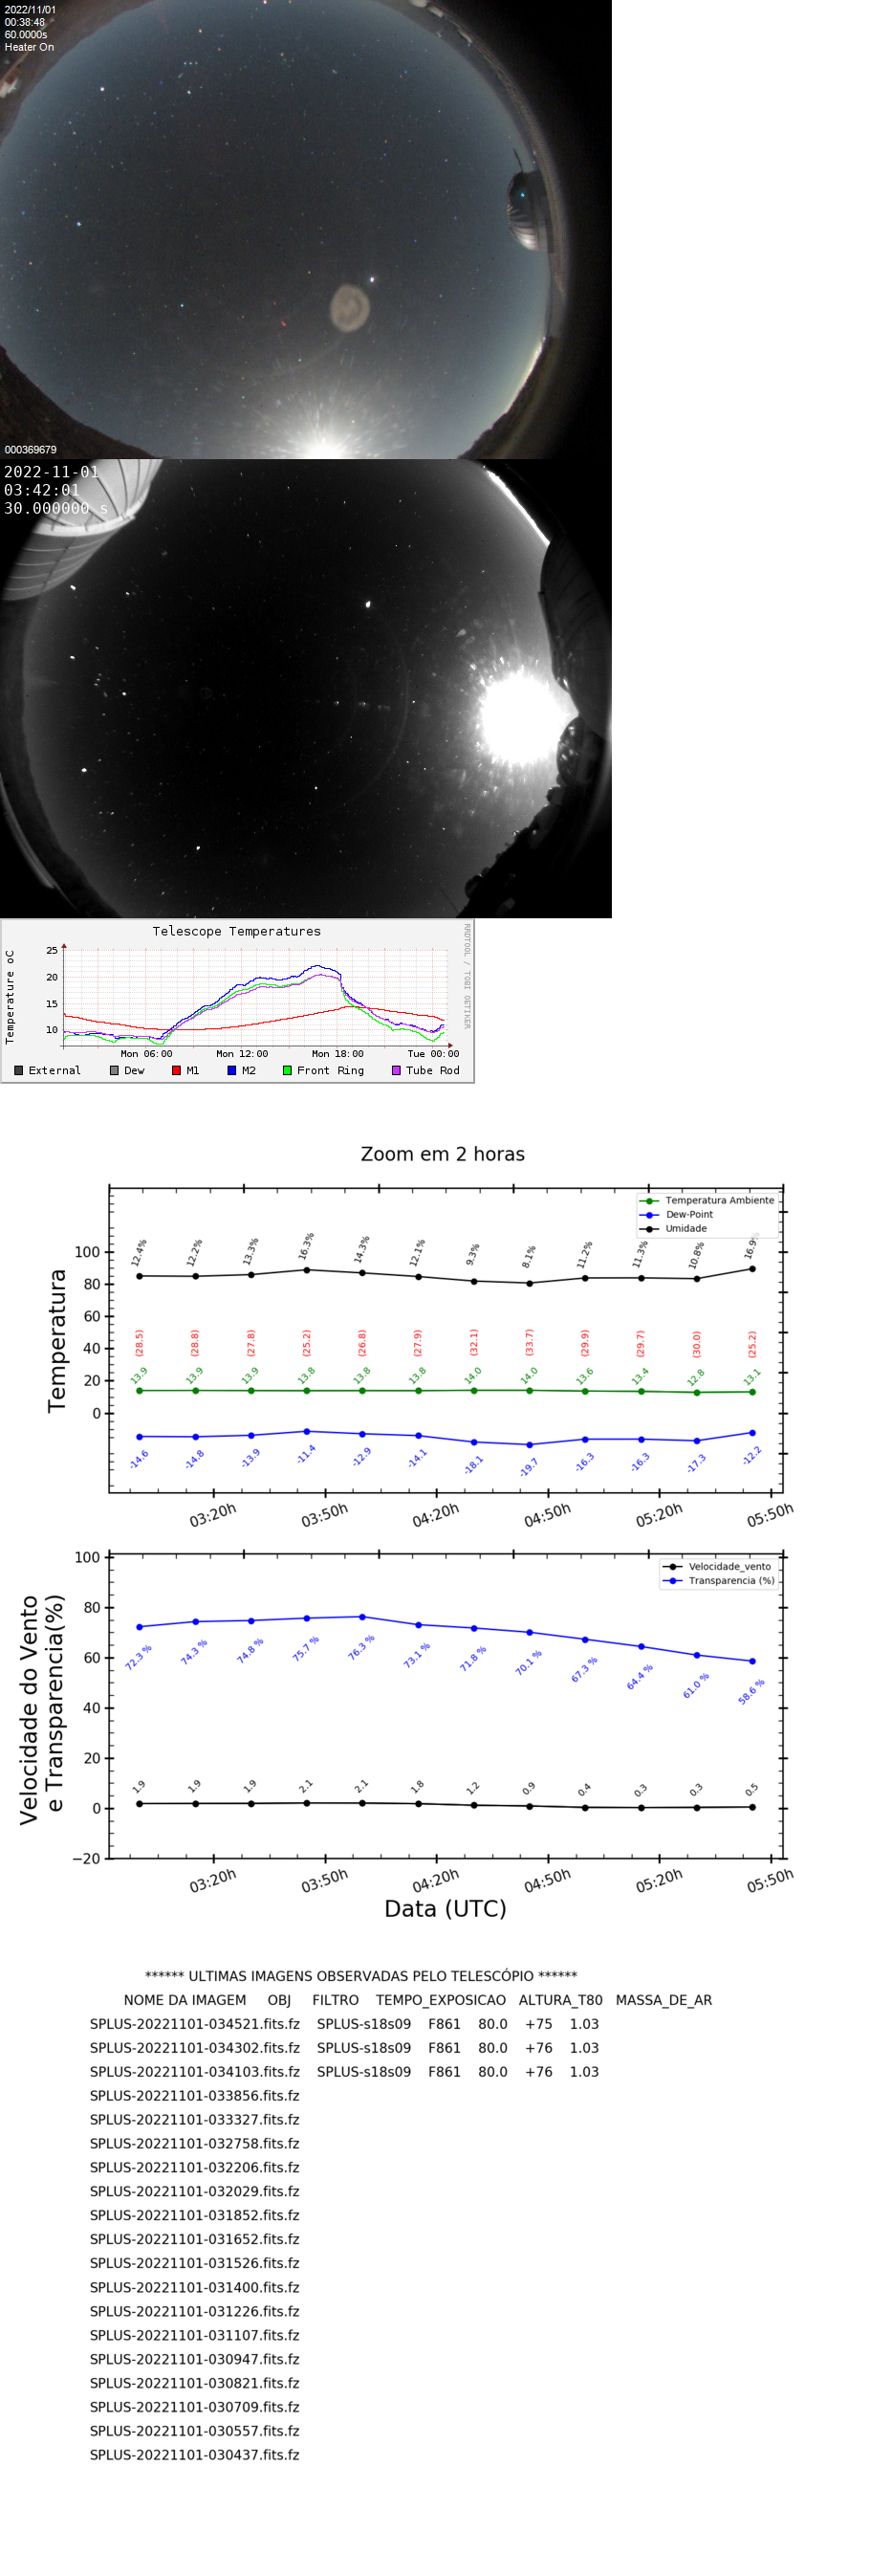 2022/11/01
00:38:48
60.0000s
Heater On
000369679
2022-11-01
03:42:01
30.000000 s
Telescope Temperatures
RRDTOOL / TOBI OETIKER
Temperature oC
25
20
15
10
Mon 06:00 Mon 12:00 Mon 18:00 Tue 00:00
External Dew M1 M2 Front Ring Tube Rod
Zoom em 2 horas
Temperatura Ambiente
Dew-Point
Umidade
Temperatura
100
80
60
40
20
0
12.4% 12.2% 13.3% 16.3% 14.3% 12.1% 9.3% 8.1% 11.2% 11.3% 10.8% 16.9%
(28.5) (28.8) (27.8) (25.2) (26.8) (27.9) (32.1) (33.7) (29.9) (29.7) (30.0) (25.2)
13.9 13.9 13.9 13.8 13.8 13.8 14.0 14.0 13.6 13.4 12.8 13.1
-14.6 -14.8 -13.9 -11.4 -12.9 -14.1 -18.1 -19.7 -16.3 -16.3 -17.3 -12.2
03:20h 03:50h 04:20h 04:50h 05:20h 05:50h
Velocidade_vento
Transparencia (%)
Velocidade do Vento
e Transparencia(%)
100
80
60
40
20
0
−20
72.3 % 74.3 % 74.8 % 75.7 % 76.3 % 73.1 % 71.8 % 70.1 % 67.3 % 64.4 % 61.0 % 58.6 %
1.9 1.9 1.9 2.1 2.1 1.8 1.2 0.9 0.4 0.3 0.3 0.5
03:20h 03:50h 04:20h 04:50h 05:20h 05:50h
Data (UTC)
****** ULTIMAS IMAGENS OBSERVADAS PELO TELESCÓPIO ******
NOME DA IMAGEM OBJ FILTRO TEMPO_EXPOSICAO ALTURA_T80 MASSA_DE_AR
SPLUS-20221101-034521.fits.fz SPLUS-s18s09 F861 80.0 +75 1.03
SPLUS-20221101-034302.fits.fz SPLUS-s18s09 F861 80.0 +76 1.03
SPLUS-20221101-034103.fits.fz SPLUS-s18s09 F861 80.0 +76 1.03
SPLUS-20221101-033856.fits.fz
SPLUS-20221101-033327.fits.fz
SPLUS-20221101-032758.fits.fz
SPLUS-20221101-032206.fits.fz
SPLUS-20221101-032029.fits.fz
SPLUS-20221101-031852.fits.fz
SPLUS-20221101-031652.fits.fz
SPLUS-20221101-031526.fits.fz
SPLUS-20221101-031400.fits.fz
SPLUS-20221101-031226.fits.fz
SPLUS-20221101-031107.fits.fz
SPLUS-20221101-030947.fits.fz
SPLUS-20221101-030821.fits.fz
SPLUS-20221101-030709.fits.fz
SPLUS-20221101-030557.fits.fz
SPLUS-20221101-030437.fits.fz